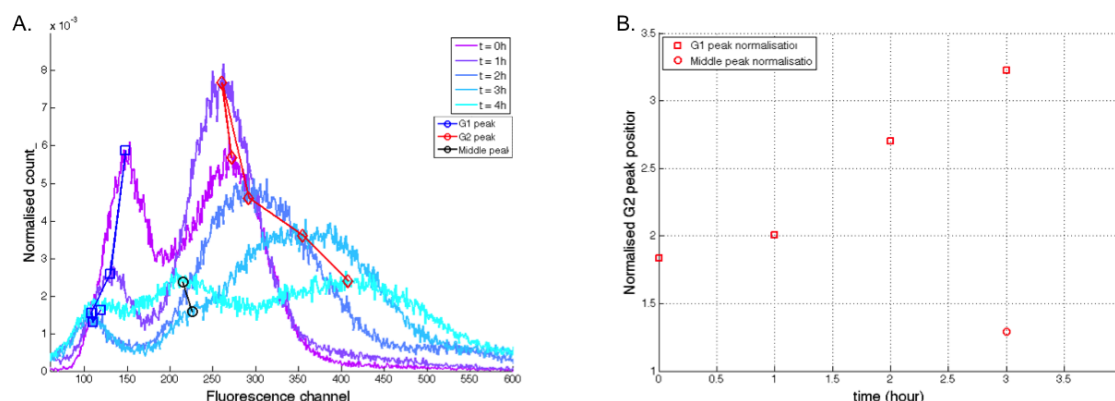 A.
× 10⁻³
8
7
6
5
4
3
2
1
0
Normalised count_
100 150 200 250 300 350 400 450 500 550 600
Fluorescence channel
t = 0h
t = 1h
t = 2h
t = 3h
t = 4h
G1 peak
G2 peak
Middle peak
B.
3.5
3
2.5
2
1.5
1
Normalised G2 peak position
0 0.5 1 1.5 2 2.5 3 3.5
time (hour)
G1 peak normalisation
Middle peak normalisatio